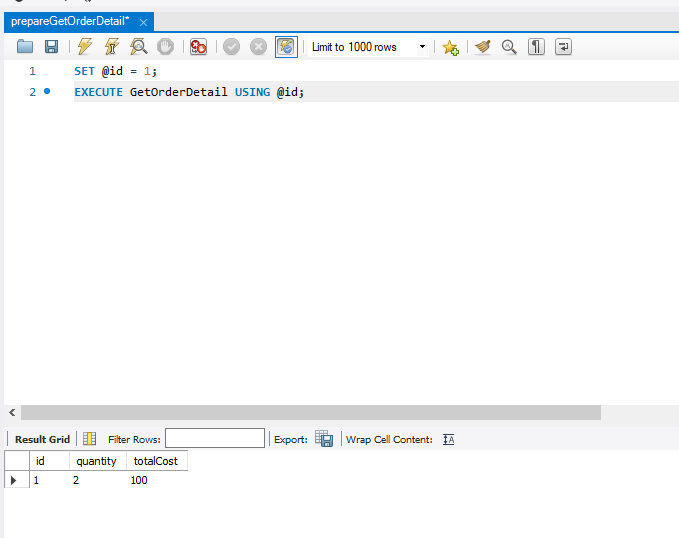 prepareGetOrderDetail*
Limit to 1000 rows
1 SET @id = 1;
2 EXECUTE GetOrderDetail USING @id;
Result Grid Filter Rows: Export: Wrap Cell Content:
id quantity totalCost
1 2 100